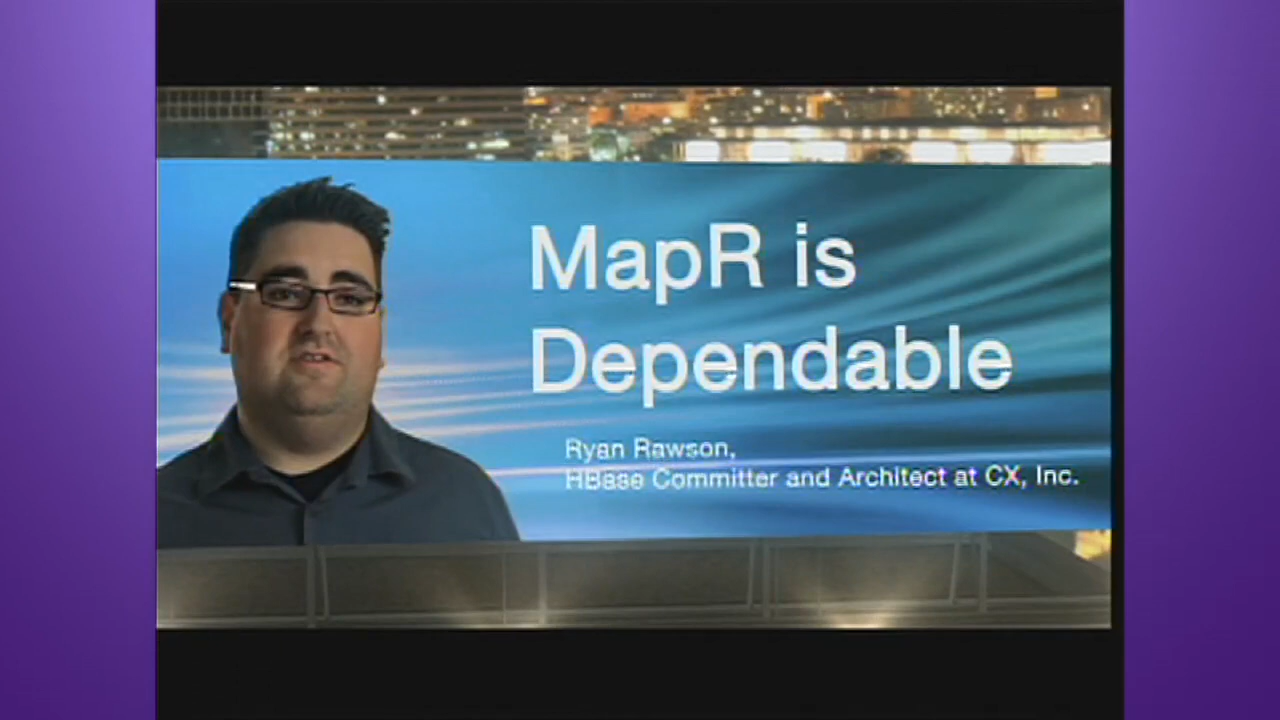 MapR is
Dependable
Ryan Rawson,
HBase Committer and Architect at CX, Inc.